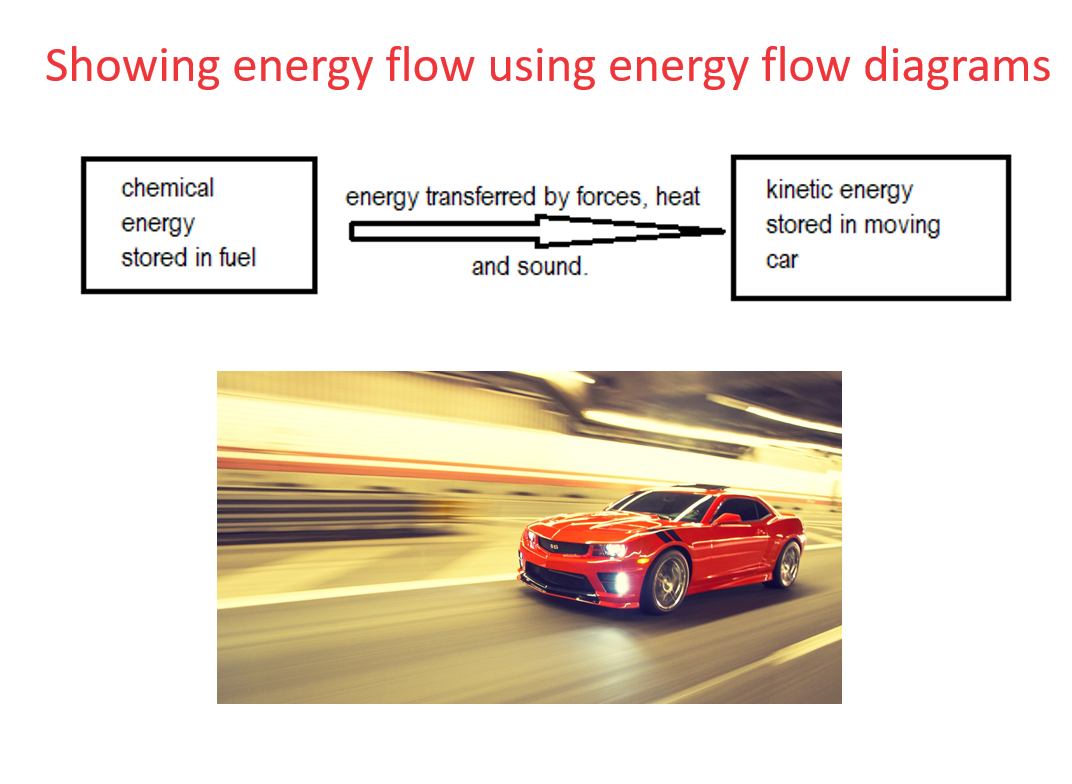 Showing energy flow using energy flow diagrams
chemical
energy
stored in fuel
energy transferred by forces, heat
and sound.
kinetic energy
stored in moving
car